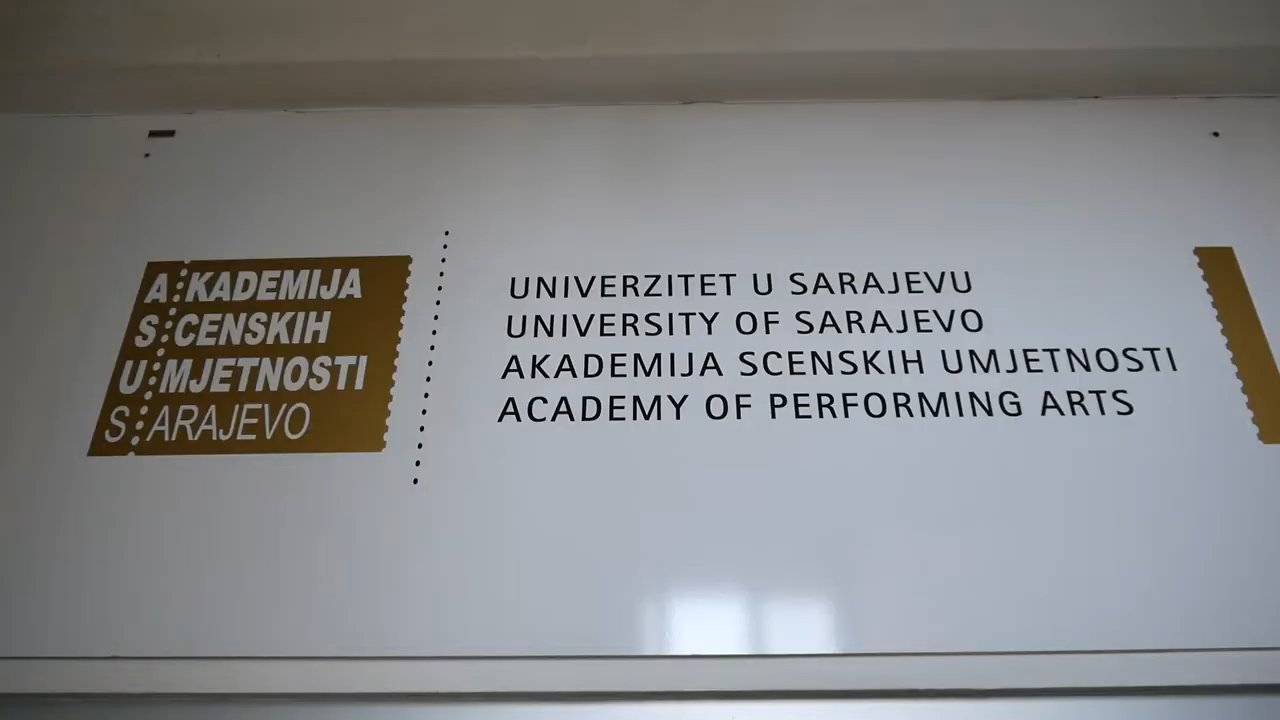 AKADEMIJA
SCENSKIH
UMJETNOSTI
SARAJEVO
UNIVERZITET U SARAJEVU
UNIVERSITY OF SARAJEVO
AKADEMIJA SCENSKIH UMJETNOSTI
ACADEMY OF PERFORMING ARTS